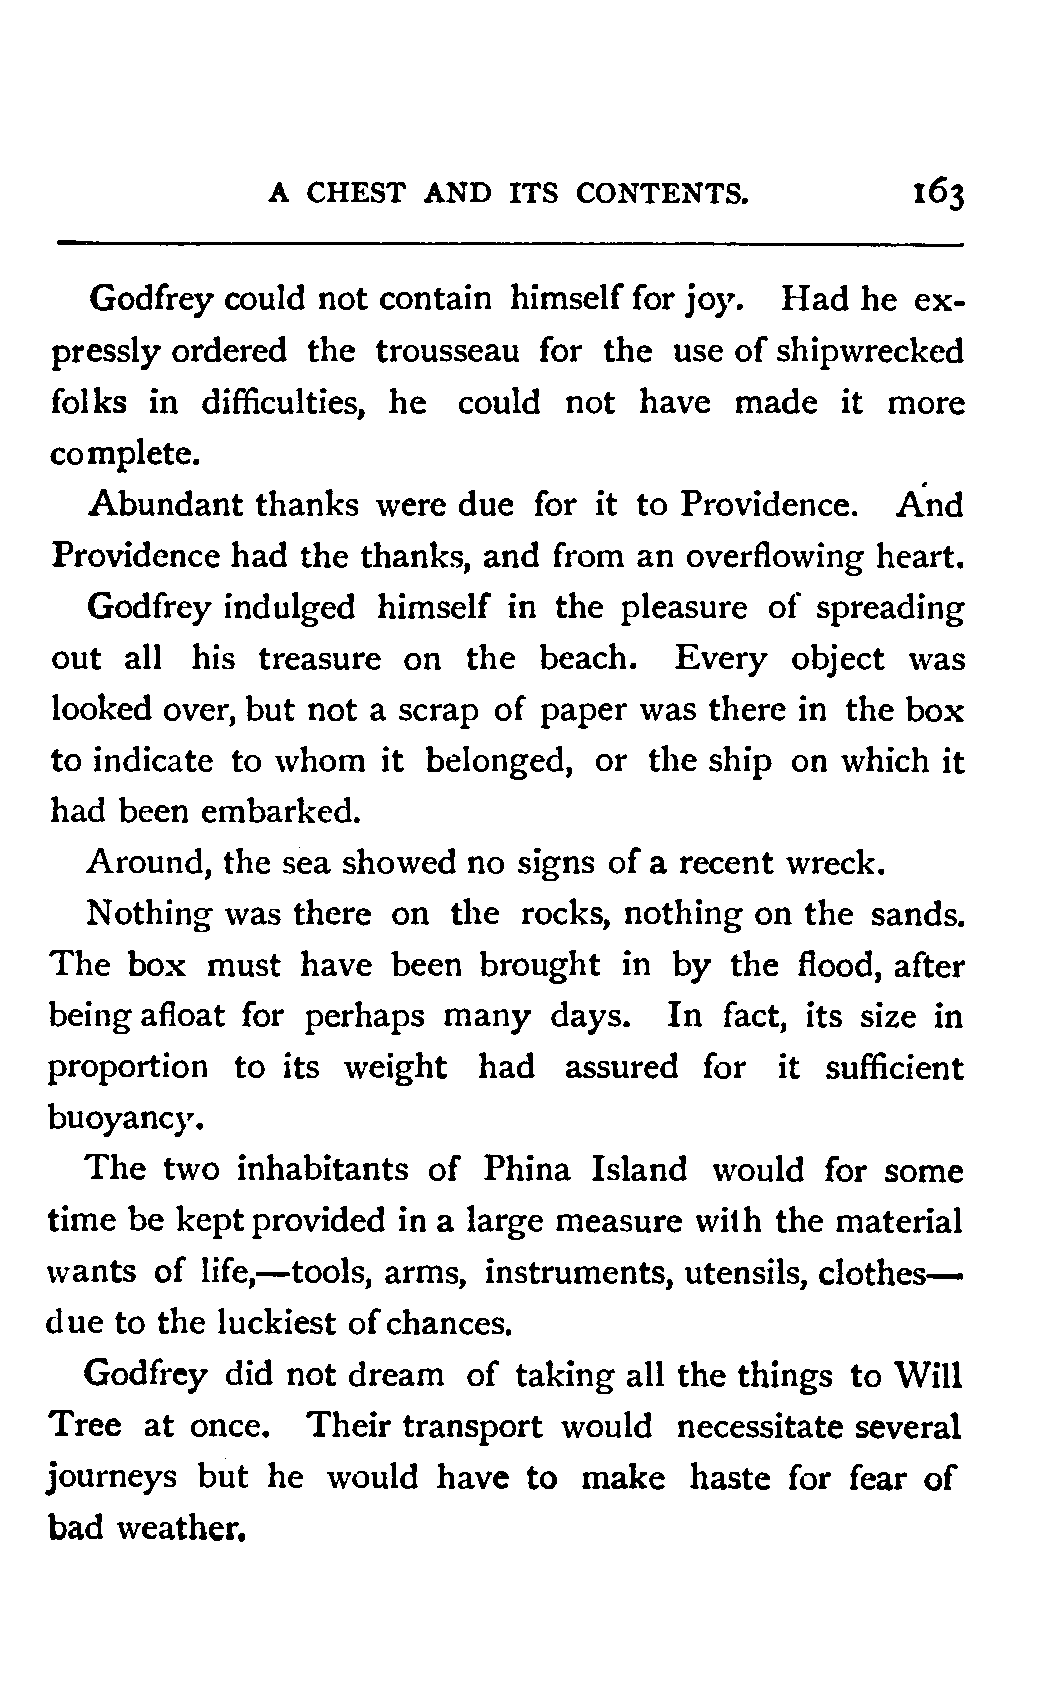 A CHEST AND ITS CONTENTS. 163
Godfrey could not contain himself for joy. Had he ex-
pressly ordered the trousseau for the use of shipwrecked
folks in difficulties, he could not have made it more
complete.
Abundant thanks were due for it to Providence. And
Providence had the thanks, and from an overflowing heart.
Godfrey indulged himself in the pleasure of spreading
out all his treasure on the beach. Every object was
looked over, but not a scrap of paper was there in the box
to indicate to whom it belonged, or the ship on which it
had been embarked.
Around, the sea showed no signs of a recent wreck.
Nothing was there on the rocks, nothing on the sands.
The box must have been brought in by the flood, after
being afloat for perhaps many days. In fact, its size in
proportion to its weight had assured for it sufficient
buoyancy.
The two inhabitants of Phina Island would for some
time be kept provided in a large measure with the material
wants of life,—tools, arms, instruments, utensils, clothes—
due to the luckiest of chances.
Godfrey did not dream of taking all the things to Will
Tree at once. Their transport would necessitate several
journeys but he would have to make haste for fear of
bad weather.